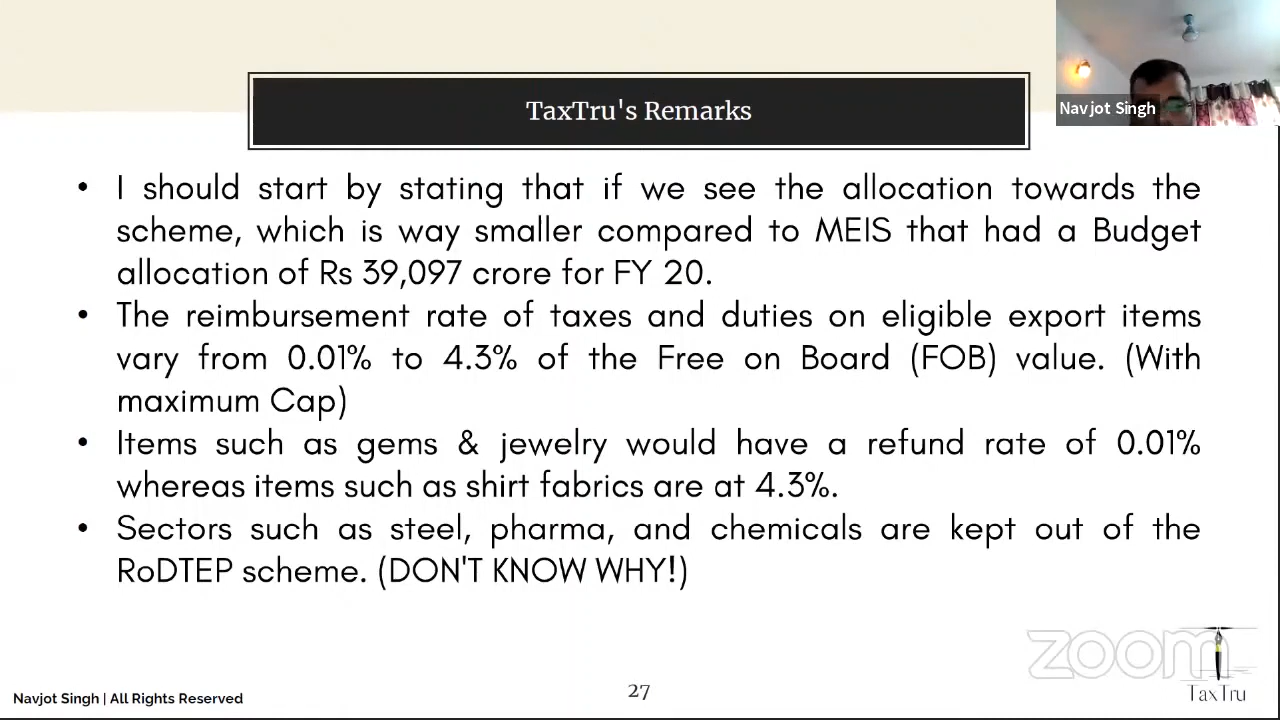 TaxTru's Remarks
Navjot Singh
• I should start by stating that if we see the allocation towards the
scheme, which is way smaller compared to MEIS that had a Budget
allocation of Rs 39,097 crore for FY 20.
• The reimbursement rate of taxes and duties on eligible export items
vary from 0.01% to 4.3% of the Free on Board (FOB) value. (With
maximum Cap)
• Items such as gems & jewelry would have a refund rate of 0.01%
whereas items such as shirt fabrics are at 4.3%.
• Sectors such as steel, pharma, and chemicals are kept out of the
RoDTEP scheme. (DON'T KNOW WHY!)
zoom
TaxTru
Navjot Singh | All Rights Reserved
27